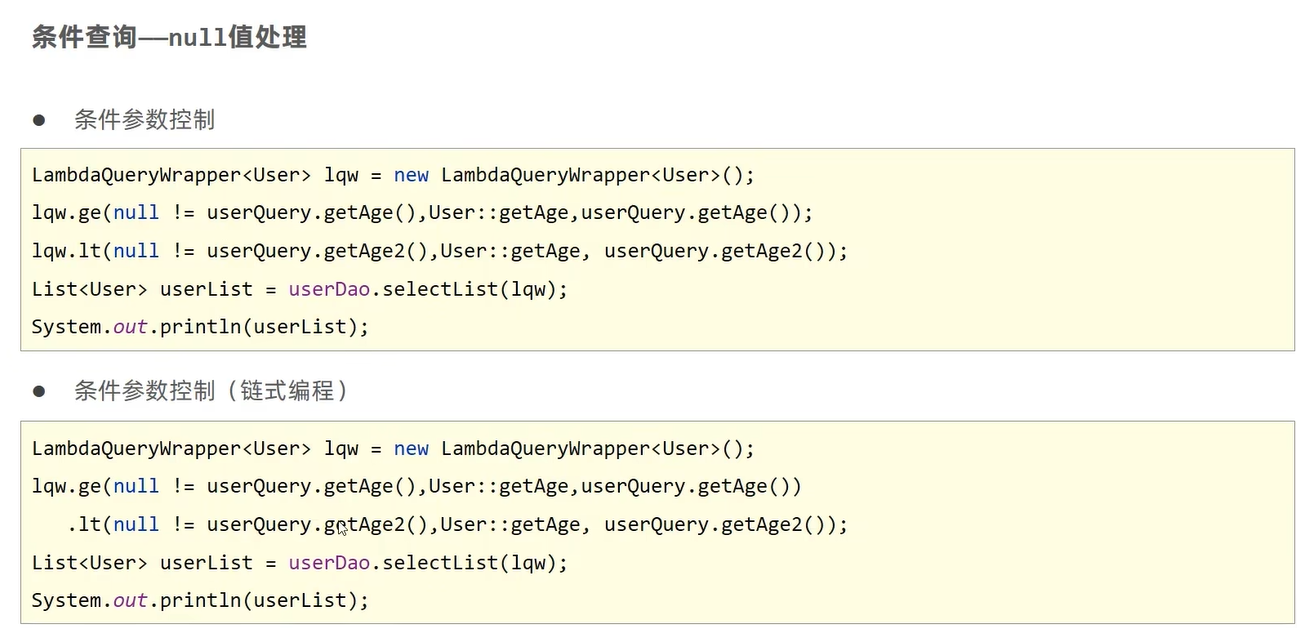 条件查询——null值处理
● 条件参数控制
LambdaQueryWrapper<User> lqw = new LambdaQueryWrapper<User>();
lqw.ge(null != userQuery.getAge(),User::getAge,userQuery.getAge());
lqw.lt(null != userQuery.getAge2(),User::getAge, userQuery.getAge2());
List<User> userList = userDao.selectList(lqw);
System.out.println(userList);
● 条件参数控制（链式编程）
LambdaQueryWrapper<User> lqw = new LambdaQueryWrapper<User>();
lqw.ge(null != userQuery.getAge(),User::getAge,userQuery.getAge())
   .lt(null != userQuery.getAge2(),User::getAge, userQuery.getAge2());
List<User> userList = userDao.selectList(lqw);
System.out.println(userList);